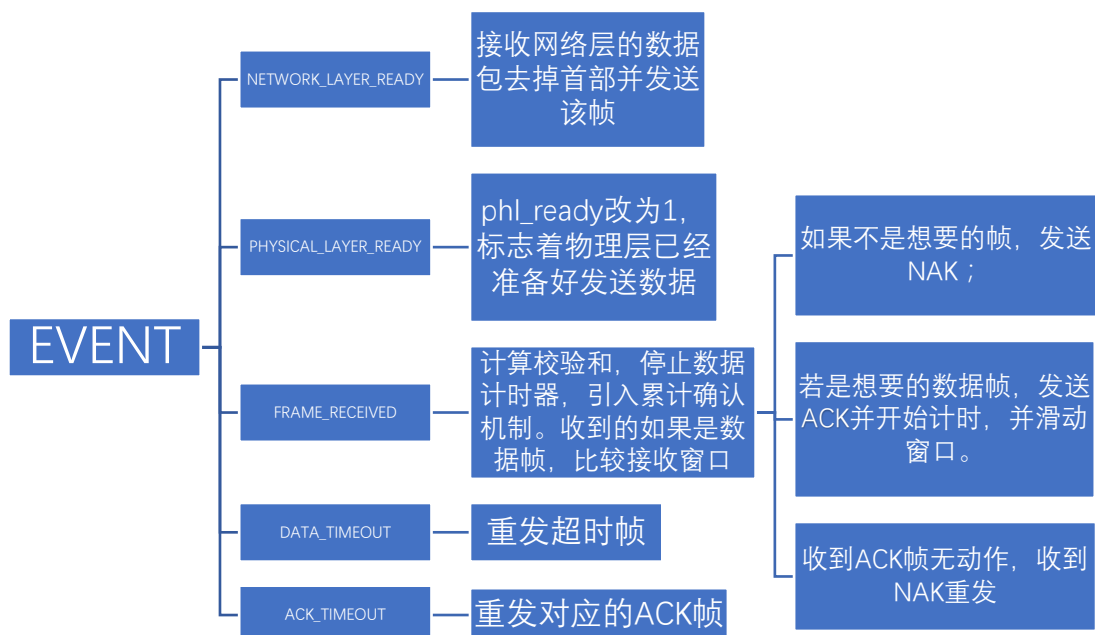 EVENT
NETWORK_LAYER_READY
接收网络层的数据
包去掉首部并发送
该帧
PHYSICAL_LAYER_READY
phl_ready改为1,
标志着物理层已经
准备好发送数据
FRAME_RECEIVED
计算校验和，停止数据
计时器，引入累计确认
机制。收到的如果是数
据帧，比较接收窗口
如果不是想要的帧，发送
NAK；
若是想要的数据帧，发送
ACK并开始计时，并滑动
窗口。
收到ACK帧无动作，收到
NAK重发
DATA_TIMEOUT
重发超时帧
ACK_TIMEOUT
重发对应的ACK帧